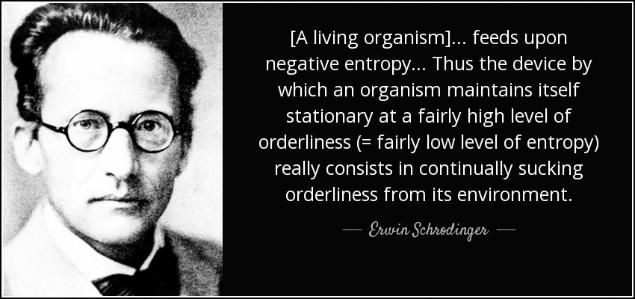 [A living organism]... feeds upon
negative entropy... Thus the device by
which an organism maintains itself
stationary at a fairly high level of
orderliness (= fairly low level of entropy)
really consists in continually sucking
orderliness from its environment.
Erwin Schrodinger